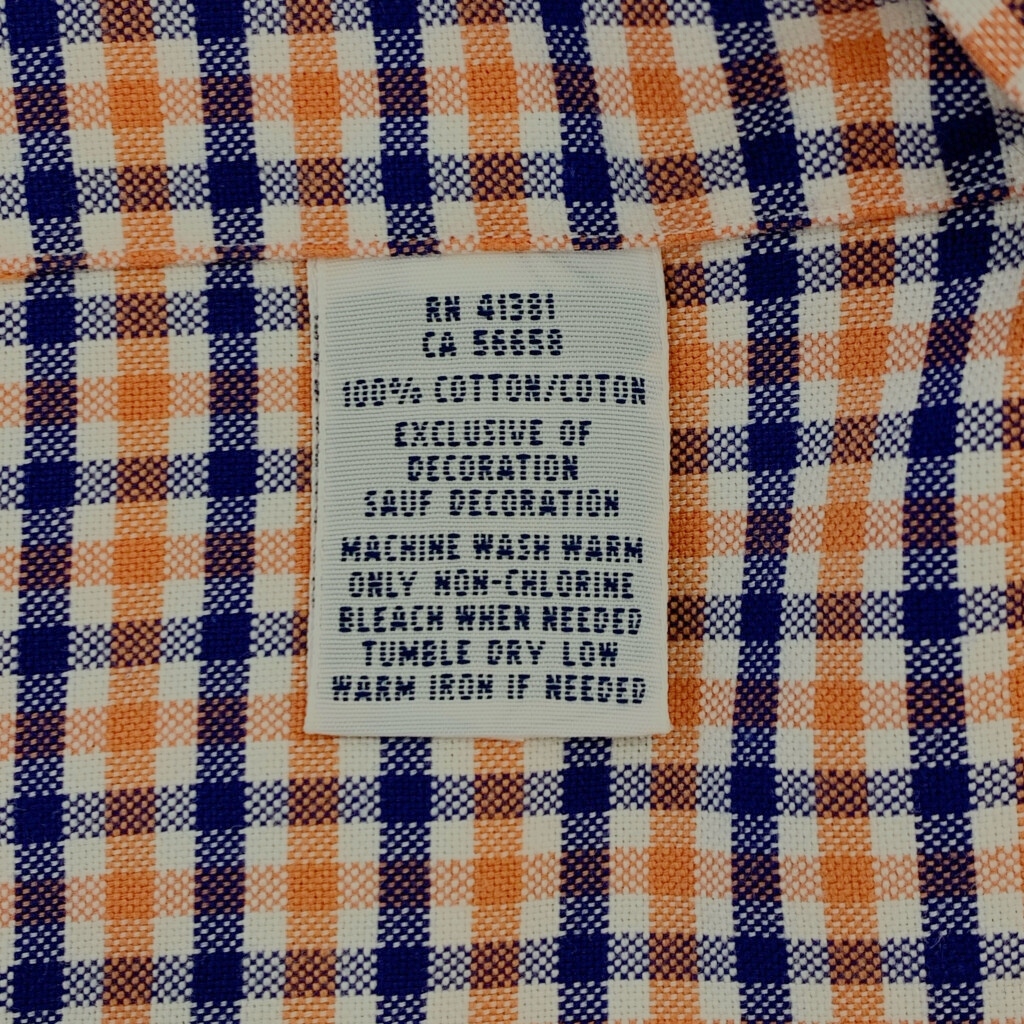 RN 41381
CA 56658
100% COTTON/COTON
EXCLUSIVE OF
DECORATION
SAUF DECORATION
MACHINE WASH WARM
ONLY NON-CHLORINE
BLEACH WHEN NEEDED
TUMBLE DRY LOW
WARM IRON IF NEEDED